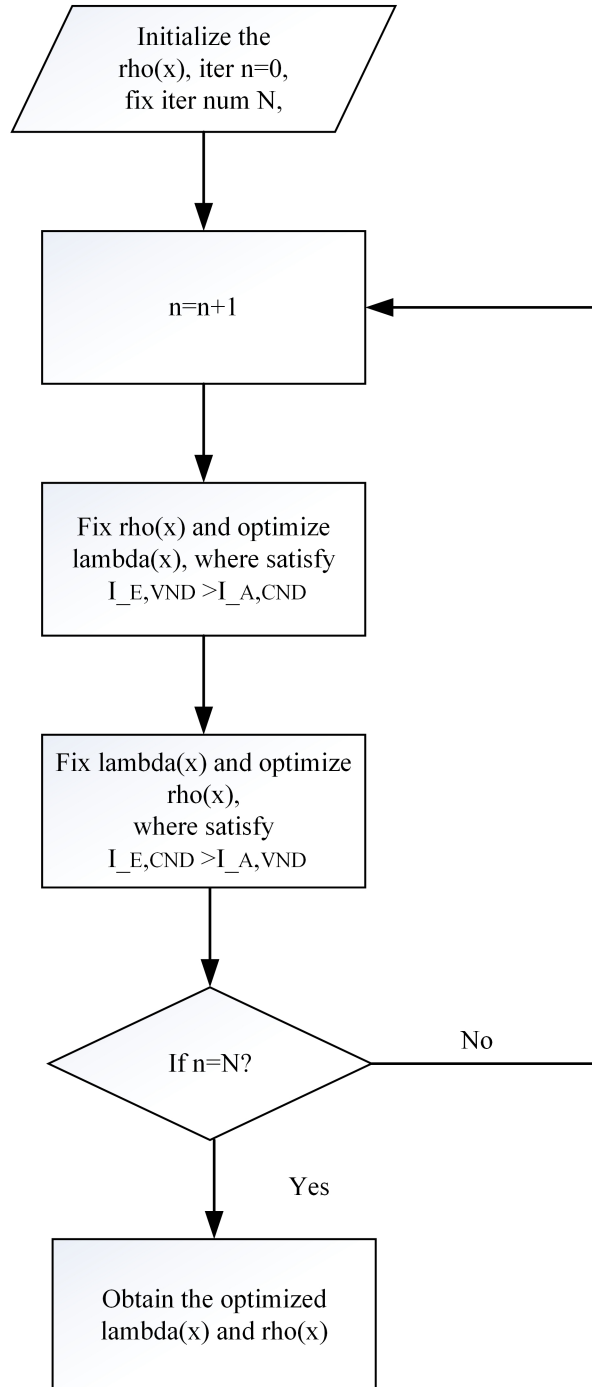 Initialize the
rho(x), iter n=0,
fix iter num N,
n=n+1
Fix rho(x) and optimize
lambda(x), where satisfy
I_E,VND >I_A,CND
Fix lambda(x) and optimize
rho(x),
where satisfy
I_E,CND >I_A,VND
If n=N?
No
Yes
Obtain the optimized
lambda(x) and rho(x)